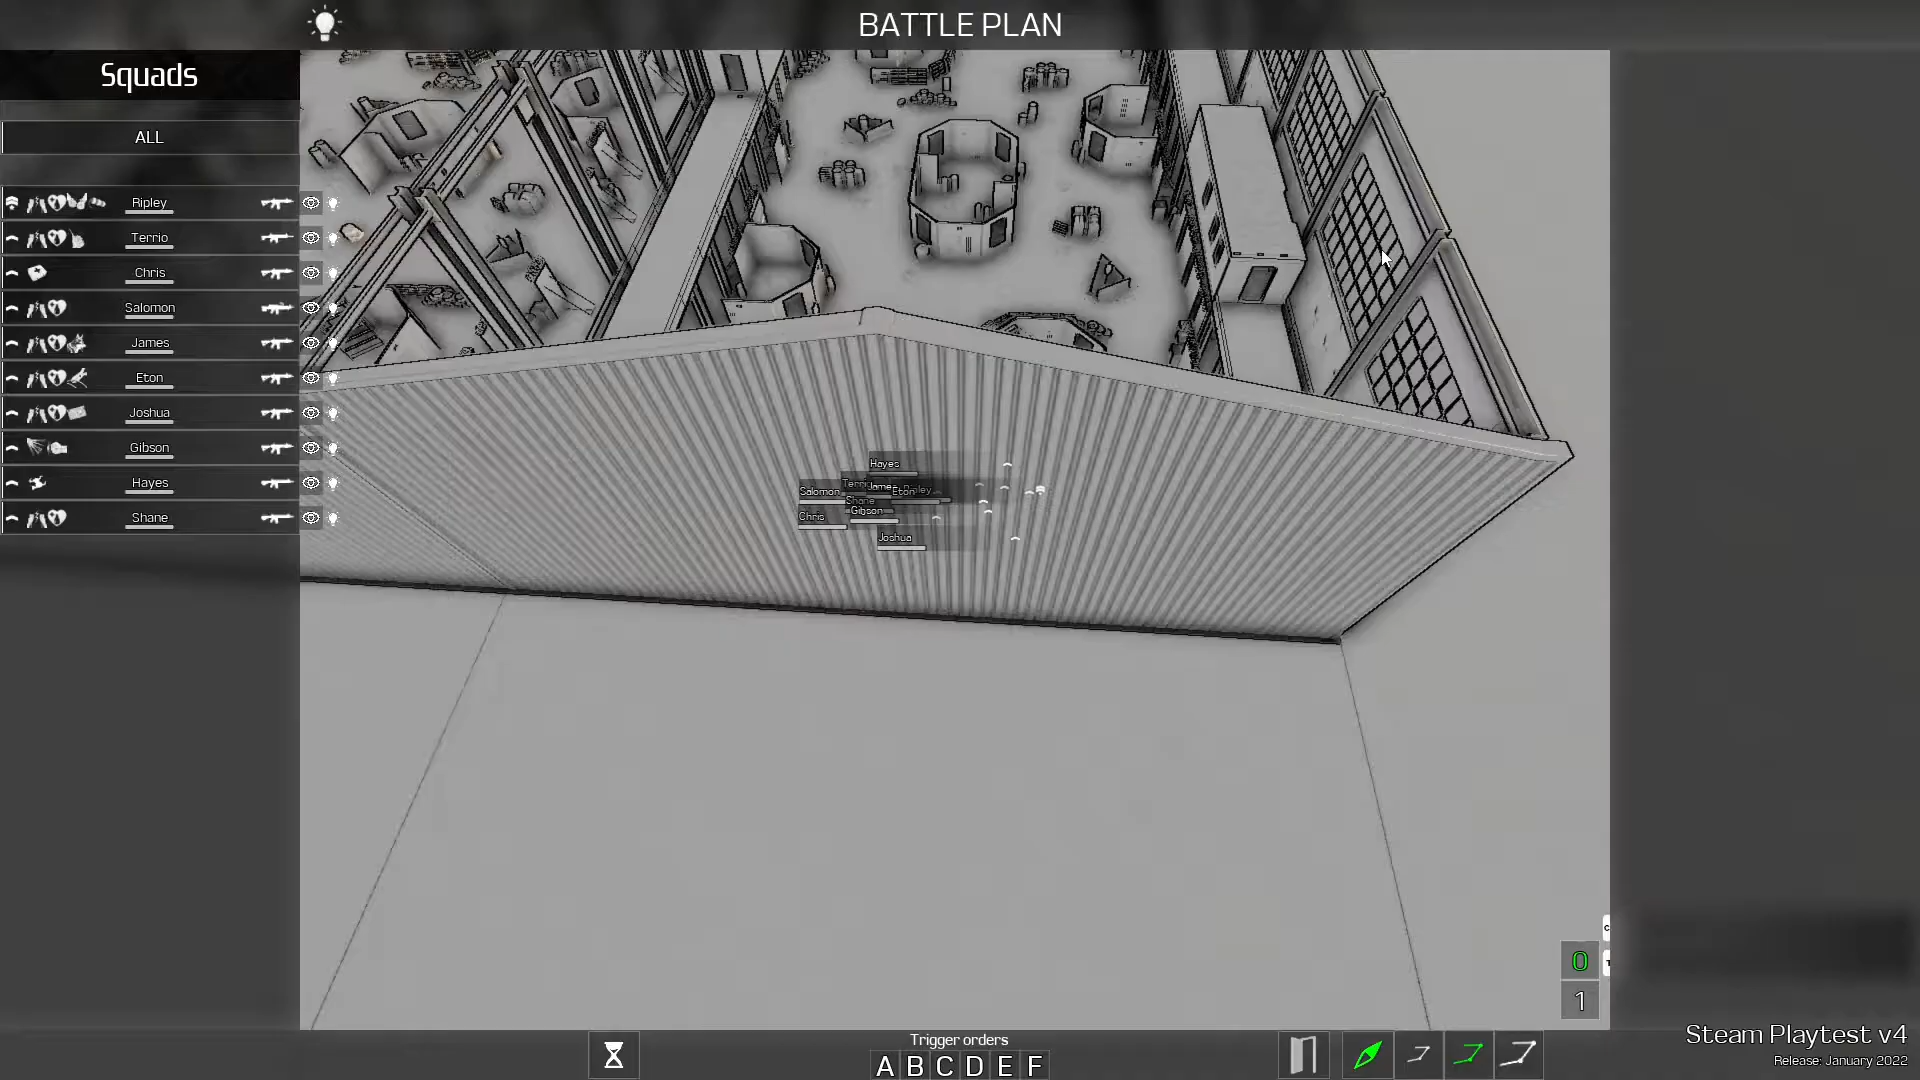 BATTLE PLAN
Squads
ALL
Ripley
Terrio
Chris
Salomon
James
Eton
Joshua
Gibson
Hayes
Shane
Hayes
Salomon
Eton
Shane
Chris
Gibson
Joshua
0
1
Trigger orders
A B C D E F
Steam Playtest v4
Release: January 2022